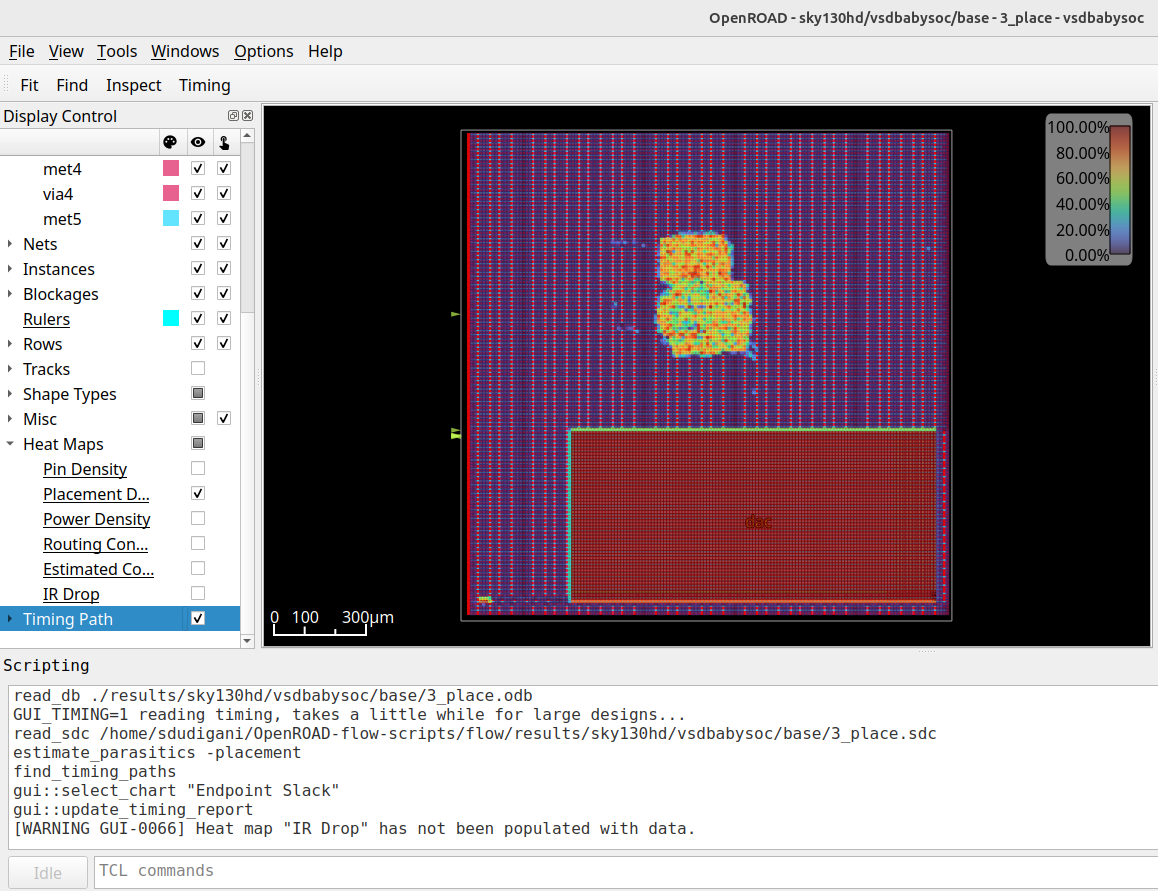 OpenROAD - sky130hd/vsdbabysoc/base - 3_place - vsdbabysoc
File View Tools Windows Options Help
Fit Find Inspect Timing
Display Control
met4
via4
met5
Nets
Instances
Blockages
Rulers
Rows
Tracks
Shape Types
Misc
Heat Maps
Pin Density
Placement D...
Power Density
Routing Con...
Estimated Co...
IR Drop
Timing Path
100.00%
80.00%
60.00%
40.00%
20.00%
0.00%
dac
0 100 300μm
Scripting
read_db ./results/sky130hd/vsdbabysoc/base/3_place.odb
GUI_TIMING=1 reading timing, takes a little while for large designs...
read_sdc /home/sdudigani/OpenROAD-flow-scripts/flow/results/sky130hd/vsdbabysoc/base/3_place.sdc
estimate_parasitics -placement
find_timing_paths
gui::select_chart "Endpoint Slack"
gui::update_timing_report
[WARNING GUI-0066] Heat map "IR Drop" has not been populated with data.
Idle
TCL commands